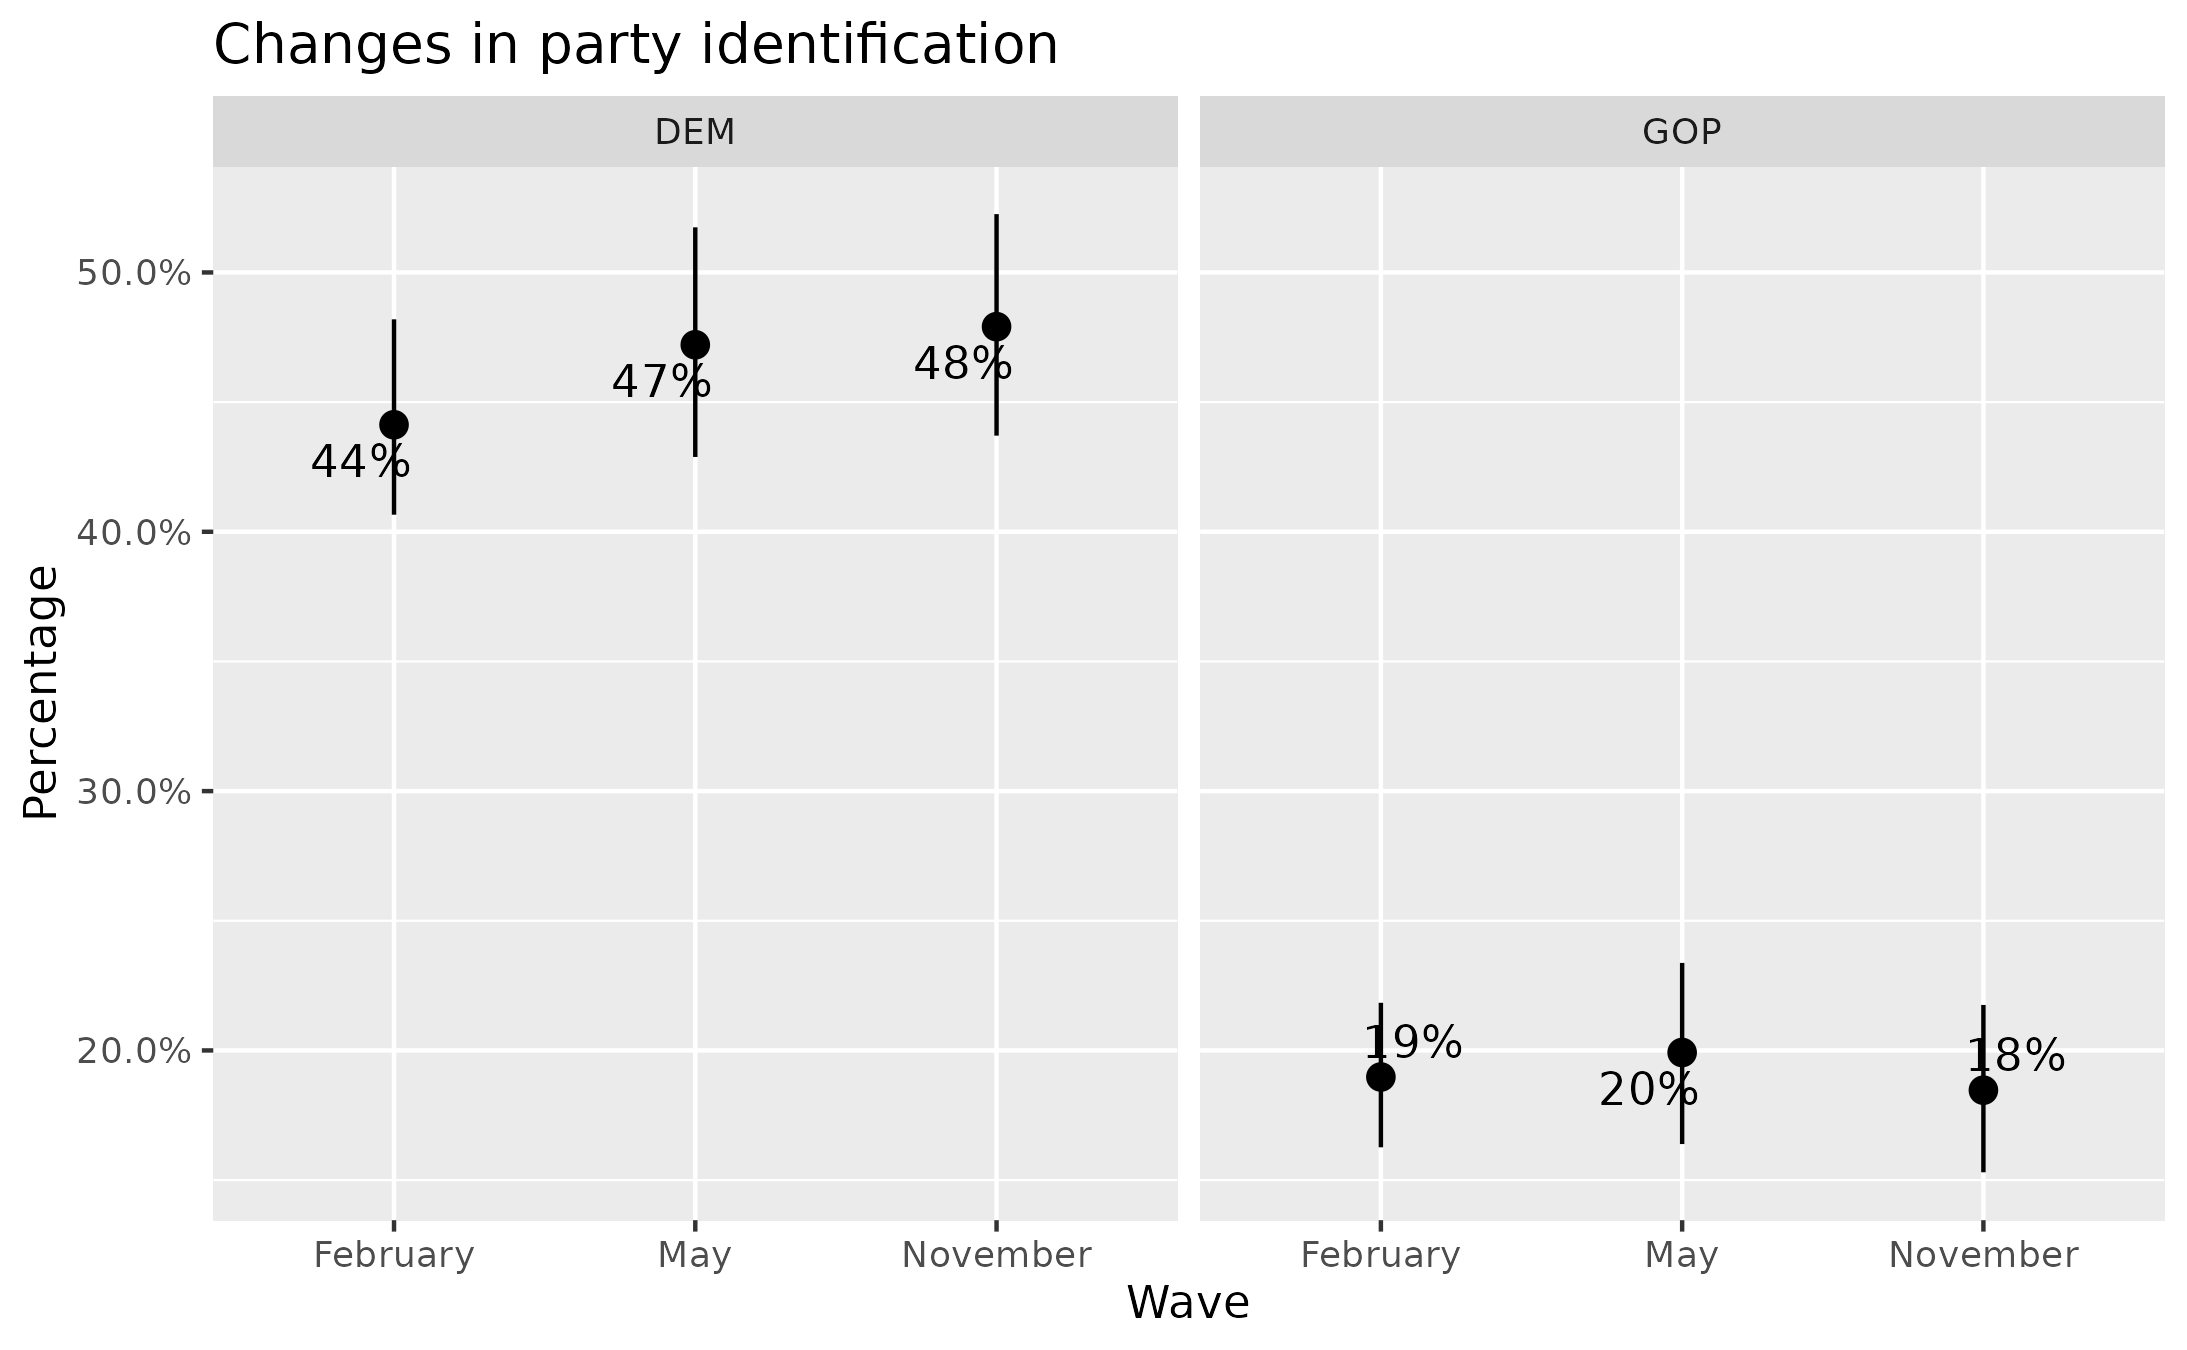 Changes in party identification
DEM
GOP
Percentage
50.0%
40.0%
30.0%
20.0%
44%
47%
48%
19%
20%
18%
February May November
February May November
Wave